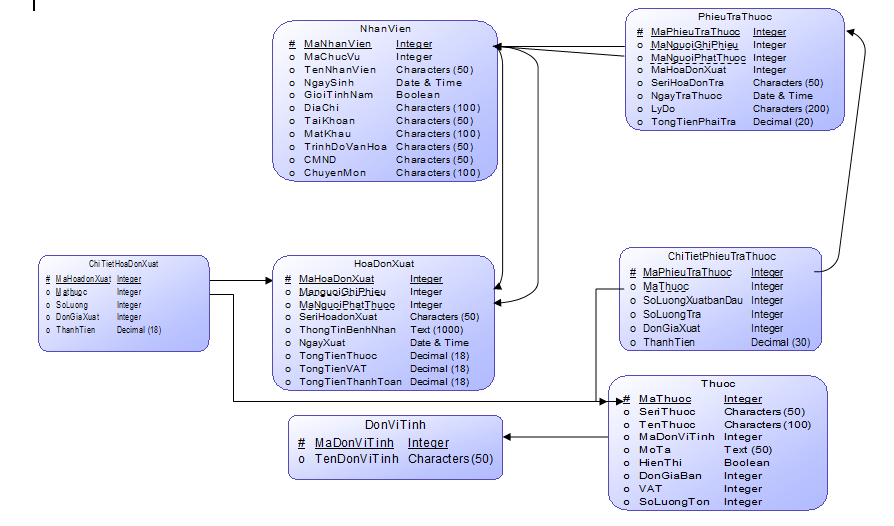 NhanVien
# MaNhanVien Integer
o MaChucVu Integer
o TenNhanVien Characters (50)
o NgaySinh Date & Time
o GioiTinhNam Boolean
o DiaChi Characters (100)
o TaiKhoan Characters (50)
o MatKhau Characters (100)
o TrinhDoVanHoa Characters (50)
o CMND Characters (50)
o ChuyenMon Characters (100)
PhieuTraThuoc
# MaPhieuTraThuoc Integer
o MaNguoiGhiPhieu Integer
o MaNguoiPhatThuoc Integer
o MaHoaDonXuat Integer
o SeriHoaDonTra Characters (50)
o NgayTraThuoc Date & Time
o LyDo Characters (200)
o TongTienPhaiTra Decimal (20)
ChiTietHoaDonXuat
# MaHoadonXuat Integer
o Mathuoc Integer
o SoLuong Integer
o DonGiaXuat Integer
o ThanhTien Decimal (18)
HoaDonXuat
# MaHoaDonXuat Integer
o ManguoiGhiPhieu Integer
o MaNguoiPhatThuoc Integer
o SeriHoadonXuat Characters (50)
o ThongTinBenhNhan Text (1000)
o NgayXuat Date & Time
o TongTienThuoc Decimal (18)
o TongTienVAT Decimal (18)
o TongTienThanhToan Decimal (18)
ChiTietPhieuTraThuoc
# MaPhieuTraThuoc Integer
o MaThuoc Integer
o SoLuongXuatbanDau Integer
o SoLuongTra Integer
o DonGiaXuat Integer
o ThanhTien Decimal (30)
DonViTinh
# MaDonViTinh Integer
o TenDonViTinh Characters (50)
Thuoc
# MaThuoc Integer
o SeriThuoc Characters (50)
o TenThuoc Characters (100)
o MaDonViTinh Integer
o MoTa Text (50)
o HienThi Boolean
o DonGiaBan Integer
o VAT Integer
o SoLuongTon Integer